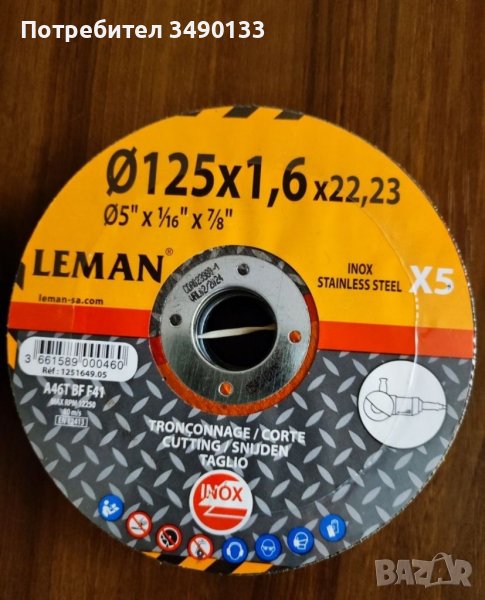 Потребител 3490133
Ø125x1,6 x22,23
Ø5" x 1/16" x 7/8"
LEMAN®
leman-sa.com
INOX
STAINLESS STEEL
X5
3 661589 000460
Réf : 1251649.05
A46T BF F41
MAX RPM 12250
80 m/s
EN 12413
TRONÇONNAGE / CORTE
CUTTING / SNIJDEN
TAGLIO
INOX
BAZAR